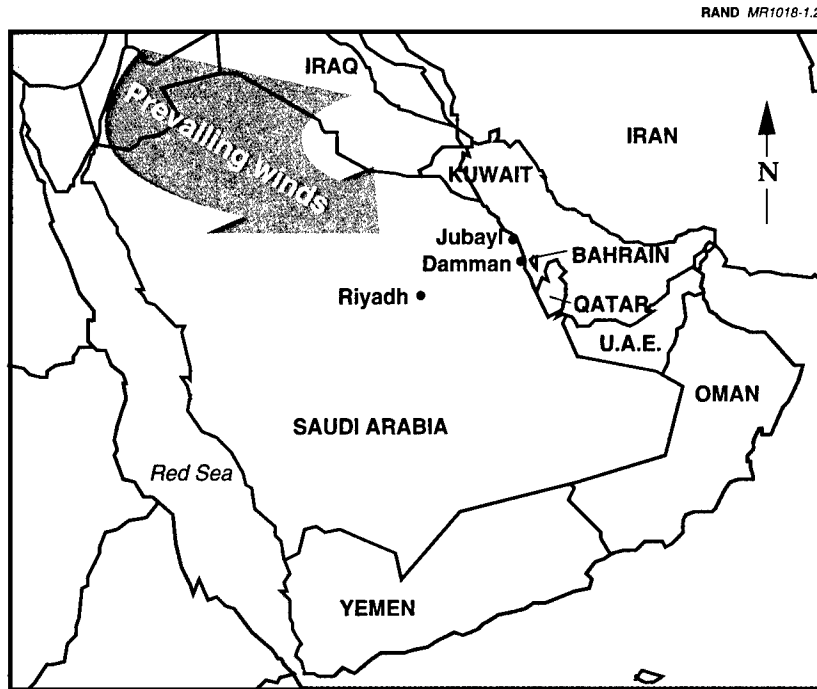 RAND MR1018-1.2
IRAQ
Prevailing winds
IRAN
N
KUWAIT
Jubayl
BAHRAIN
Damman
Riyadh
QATAR
U.A.E.
OMAN
SAUDI ARABIA
Red Sea
YEMEN